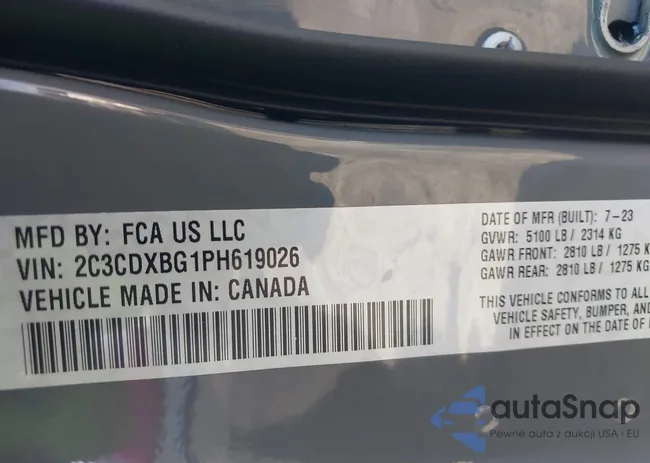 MFD BY: FCA US LLC
VIN: 2C3CDXBG1PH619026
VEHICLE MADE IN: CANADA
DATE OF MFR (BUILT): 7-23
GVWR: 5100 LB / 2314 KG
GAWR FRONT: 2810 LB / 1275 K
GAWR REAR: 2810 LB / 1275 KG
THIS VEHICLE CONFORMS TO ALL
VEHICLE SAFETY, BUMPER, AND
IN EFFECT ON THE DATE OF
autaSnap
Pewne auta z aukcji USA i EU